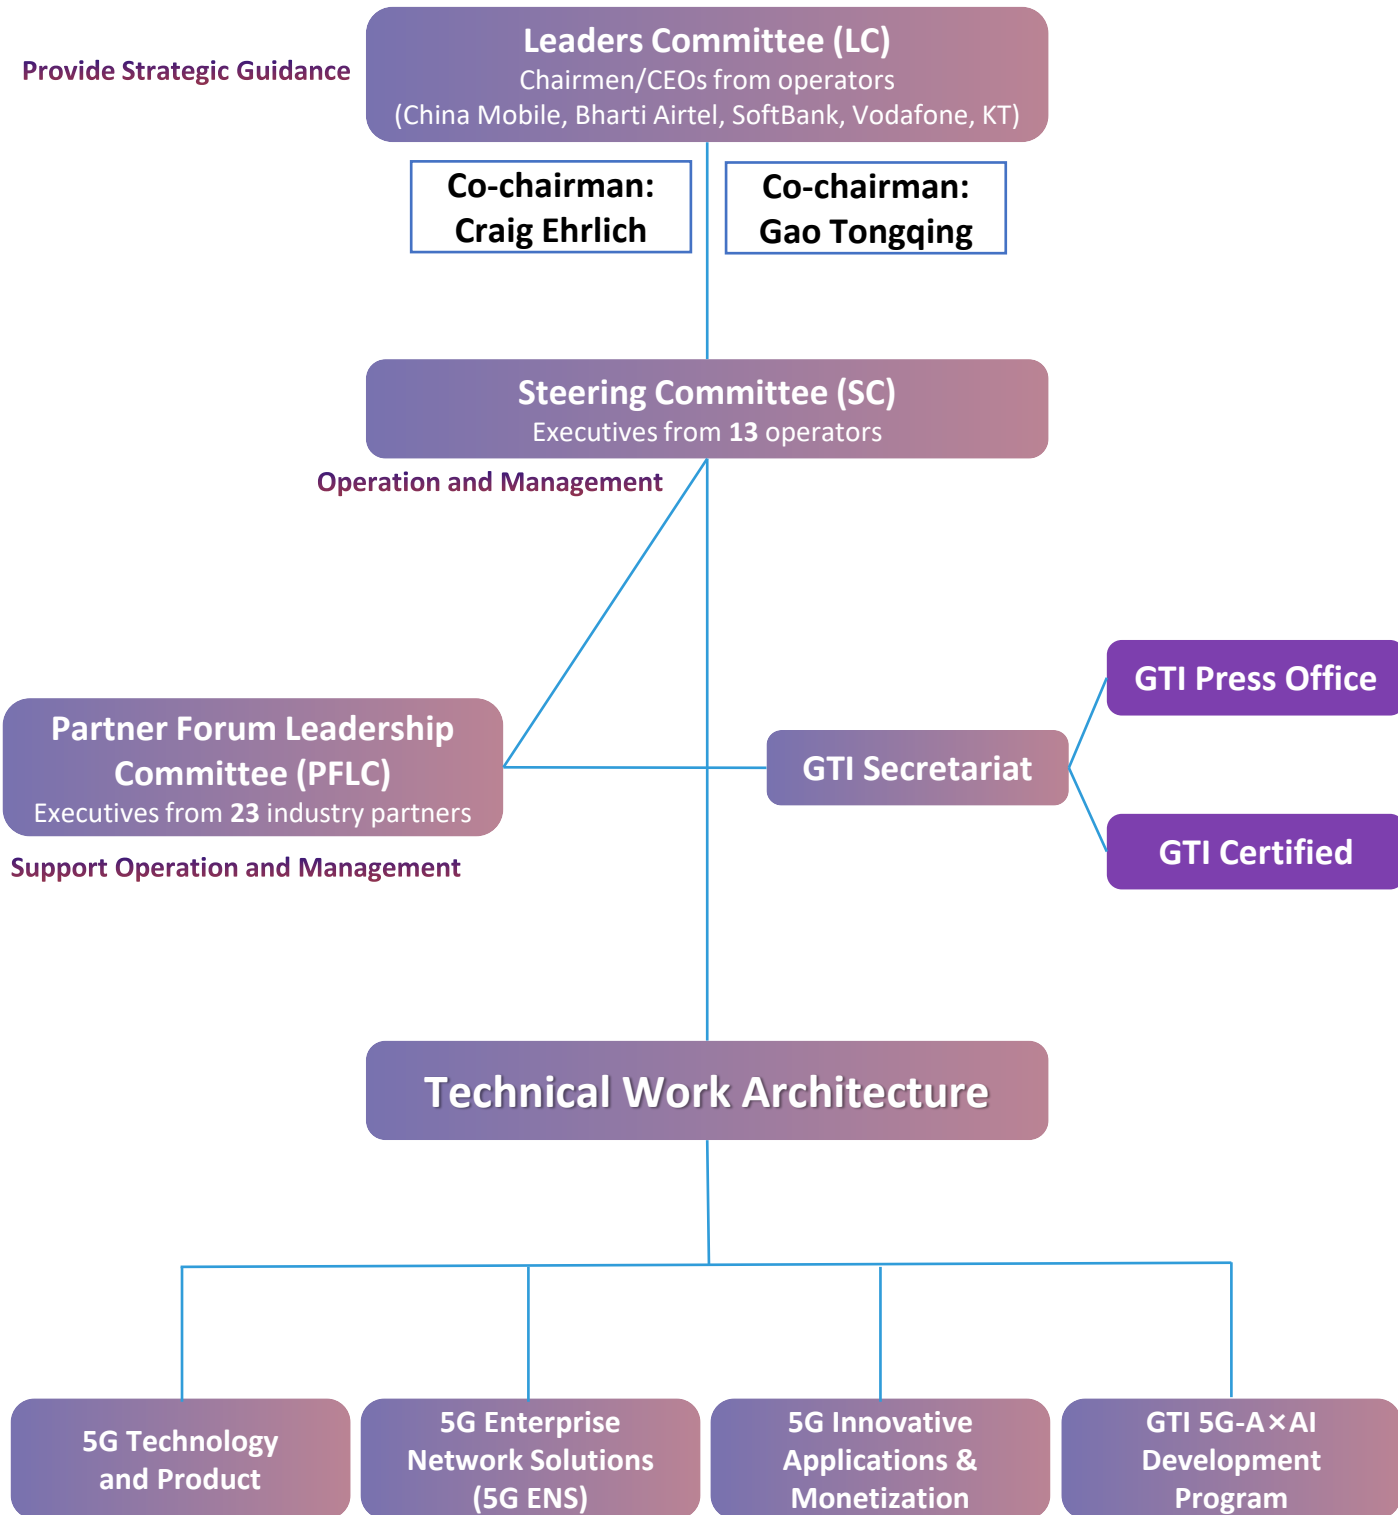 Leaders Committee (LC)
Provide Strategic Guidance
Chairmen/CEOs from operators
(China Mobile, Bharti Airtel, SoftBank, Vodafone, KT)
Co-chairman:
Craig Ehrlich
Co-chairman:
Gao Tongqing
Steering Committee (SC)
Executives from 13 operators
Operation and Management
Partner Forum Leadership
Committee (PFLC)
Executives from 23 industry partners
Support Operation and Management
GTI Secretariat
GTI Press Office
GTI Certified
Technical Work Architecture
5G Technology
and Product
5G Enterprise
Network Solutions
(5G ENS)
5G Innovative
Applications &
Monetization
GTI 5G-A×AI
Development
Program